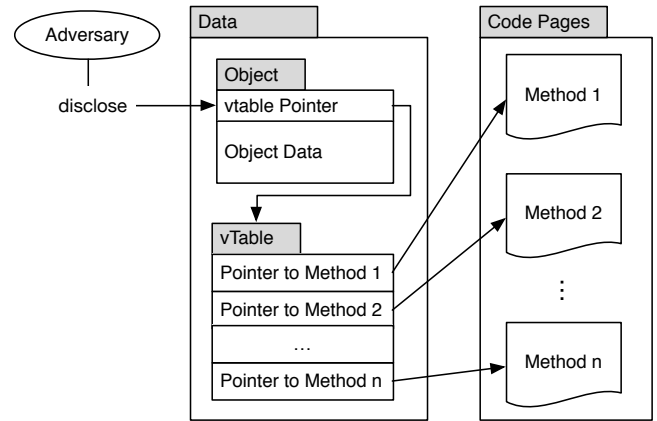 Adversary
disclose
Data
Object
vtable Pointer
Object Data
vTable
Pointer to Method 1
Pointer to Method 2
...
Pointer to Method n
Code Pages
Method 1
Method 2
⋮
Method n